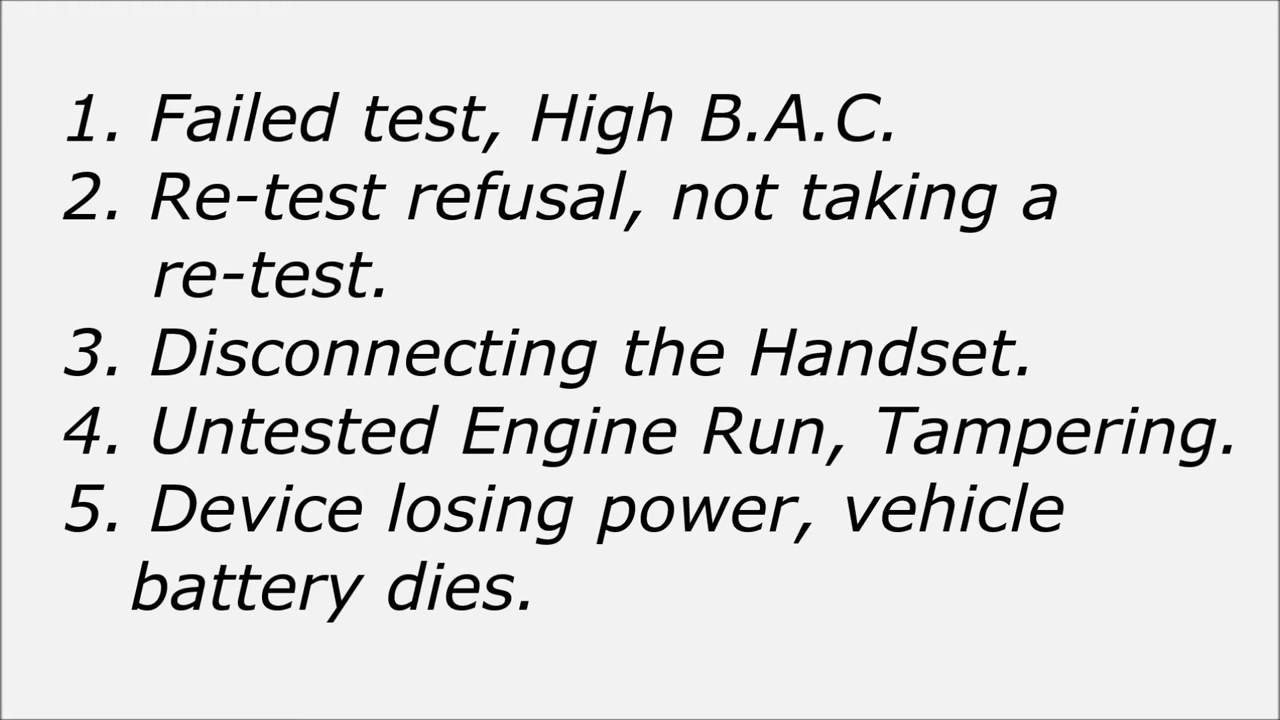 1. Failed test, High B.A.C.
2. Re-test refusal, not taking a
re-test.
3. Disconnecting the Handset.
4. Untested Engine Run, Tampering.
5. Device losing power, vehicle
battery dies.